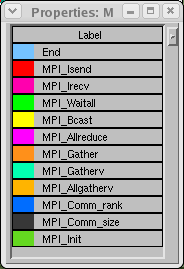 Properties: M
Label
End
MPI_Isend
MPI_Irecv
MPI_Waitall
MPI_Bcast
MPI_Allreduce
MPI_Gather
MPI_Gatherv
MPI_Allgatherv
MPI_Comm_rank
MPI_Comm_size
MPI_Init